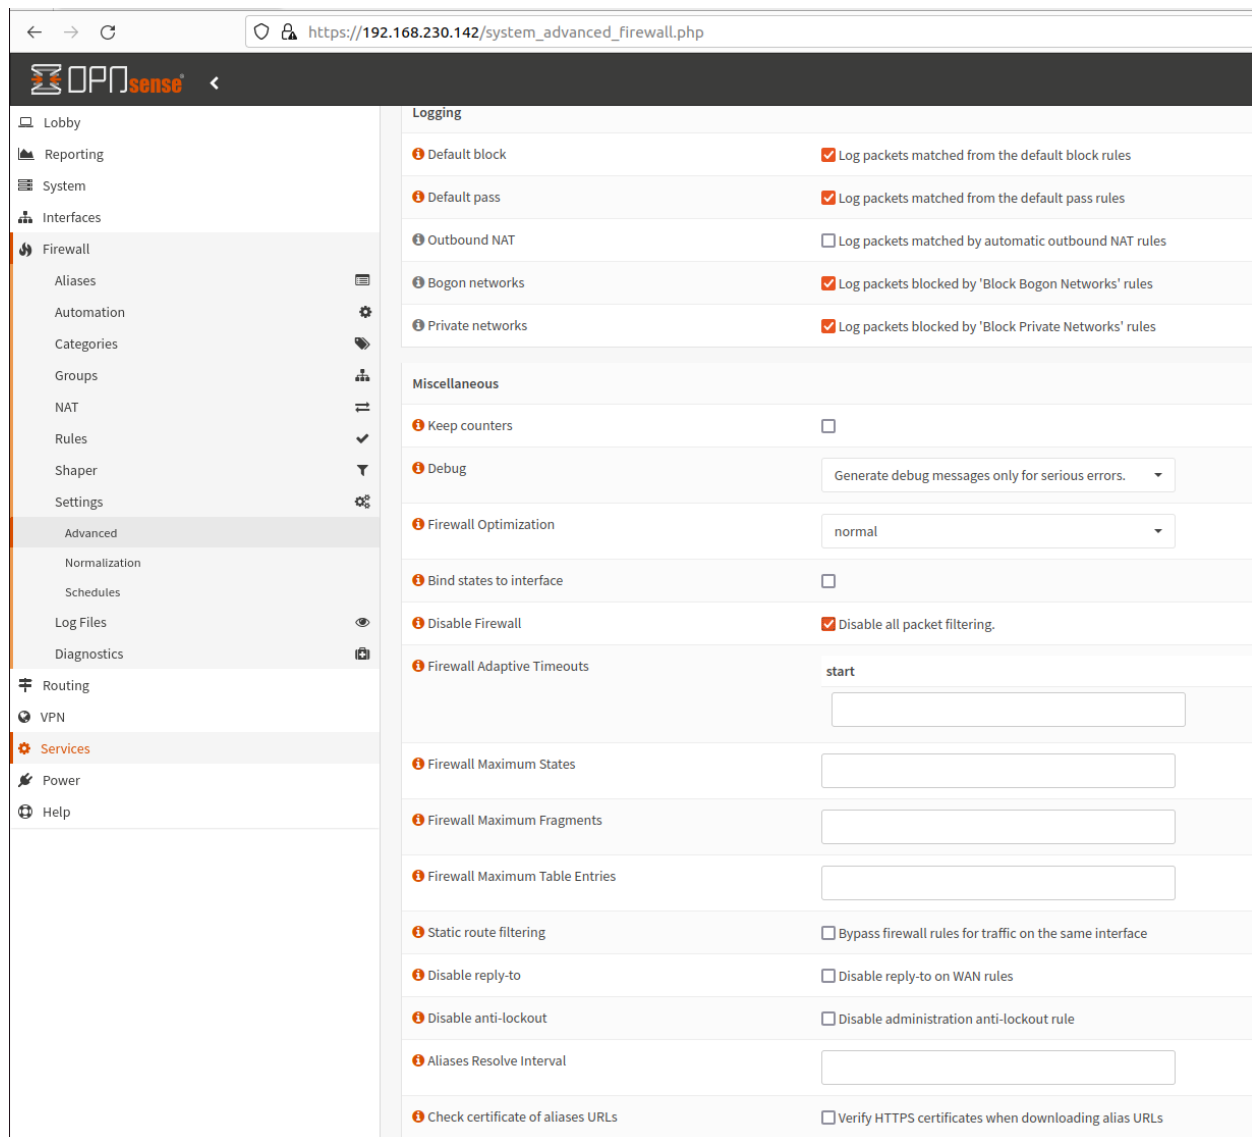 https://192.168.230.142/system_advanced_firewall.php
OPNsense
Lobby
Reporting
System
Interfaces
Firewall
Aliases
Automation
Categories
Groups
NAT
Rules
Shaper
Settings
Advanced
Normalization
Schedules
Log Files
Diagnostics
Routing
VPN
Services
Power
Help
Logging
Default block Log packets matched from the default block rules
Default pass Log packets matched from the default pass rules
Outbound NAT Log packets matched by automatic outbound NAT rules
Bogon networks Log packets blocked by 'Block Bogon Networks' rules
Private networks Log packets blocked by 'Block Private Networks' rules
Miscellaneous
Keep counters
Debug Generate debug messages only for serious errors.
Firewall Optimization normal
Bind states to interface
Disable Firewall Disable all packet filtering.
Firewall Adaptive Timeouts start
Firewall Maximum States
Firewall Maximum Fragments
Firewall Maximum Table Entries
Static route filtering Bypass firewall rules for traffic on the same interface
Disable reply-to Disable reply-to on WAN rules
Disable anti-lockout Disable administration anti-lockout rule
Aliases Resolve Interval
Check certificate of aliases URLs Verify HTTPS certificates when downloading alias URLs